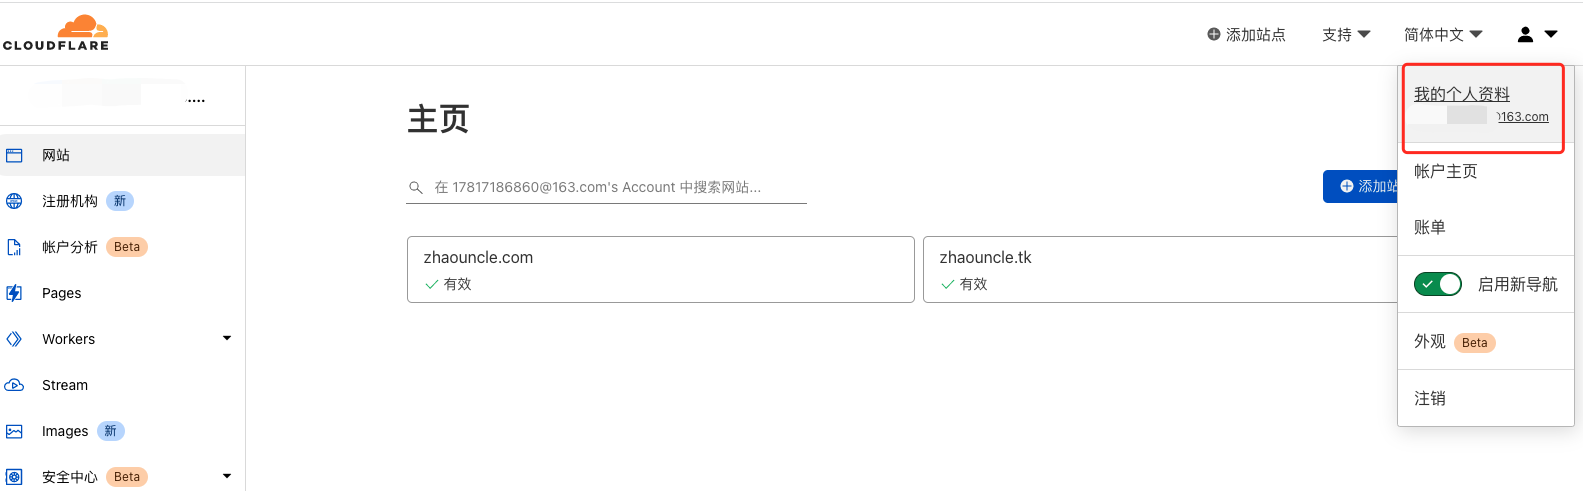 CLOUDFLARE
添加站点
支持
简体中文
....
网站
注册机构 新
帐户分析 Beta
Pages
Workers
Stream
Images 新
安全中心 Beta
主页
在 17817186860@163.com's Account 中搜索网站...
添加站
zhaouncle.com
有效
zhaouncle.tk
有效
我的个人资料
@163.com
帐户主页
账单
启用新导航
外观 Beta
注销